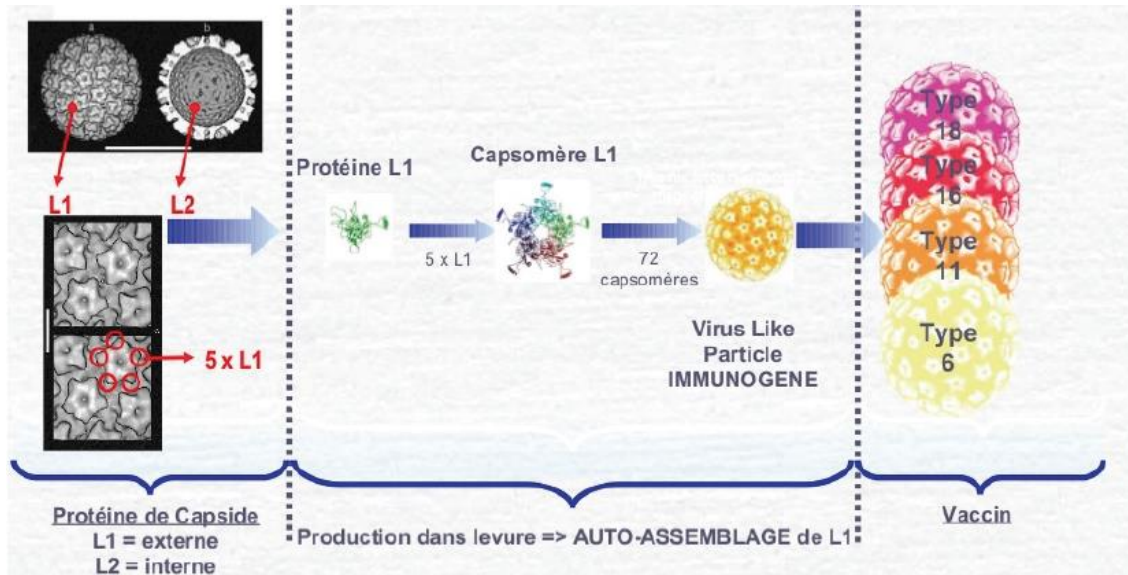 a
b
L1
L2
5 x L1
Protéine L1
Capsomère L1
5 x L1
72
capsomères
Virus Like
Particle
IMMUNOGENE
Type
18
Type
16
Type
11
Type
6
Protéine de Capside
L1 = externe
L2 = interne
Production dans levure => AUTO-ASSEMBLAGE de L1
Vaccin